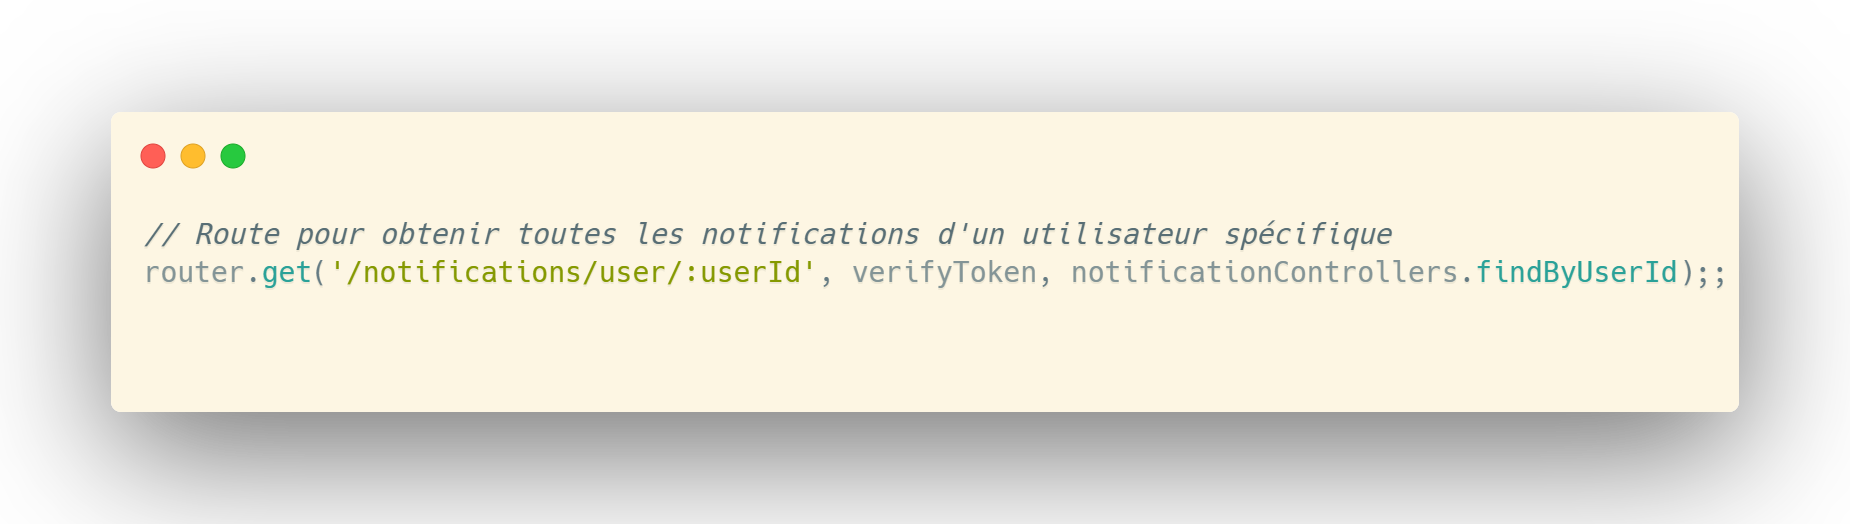 // Route pour obtenir toutes les notifications d'un utilisateur spécifique
router.get('/notifications/user/:userId', verifyToken, notificationControllers.findByUserId);;